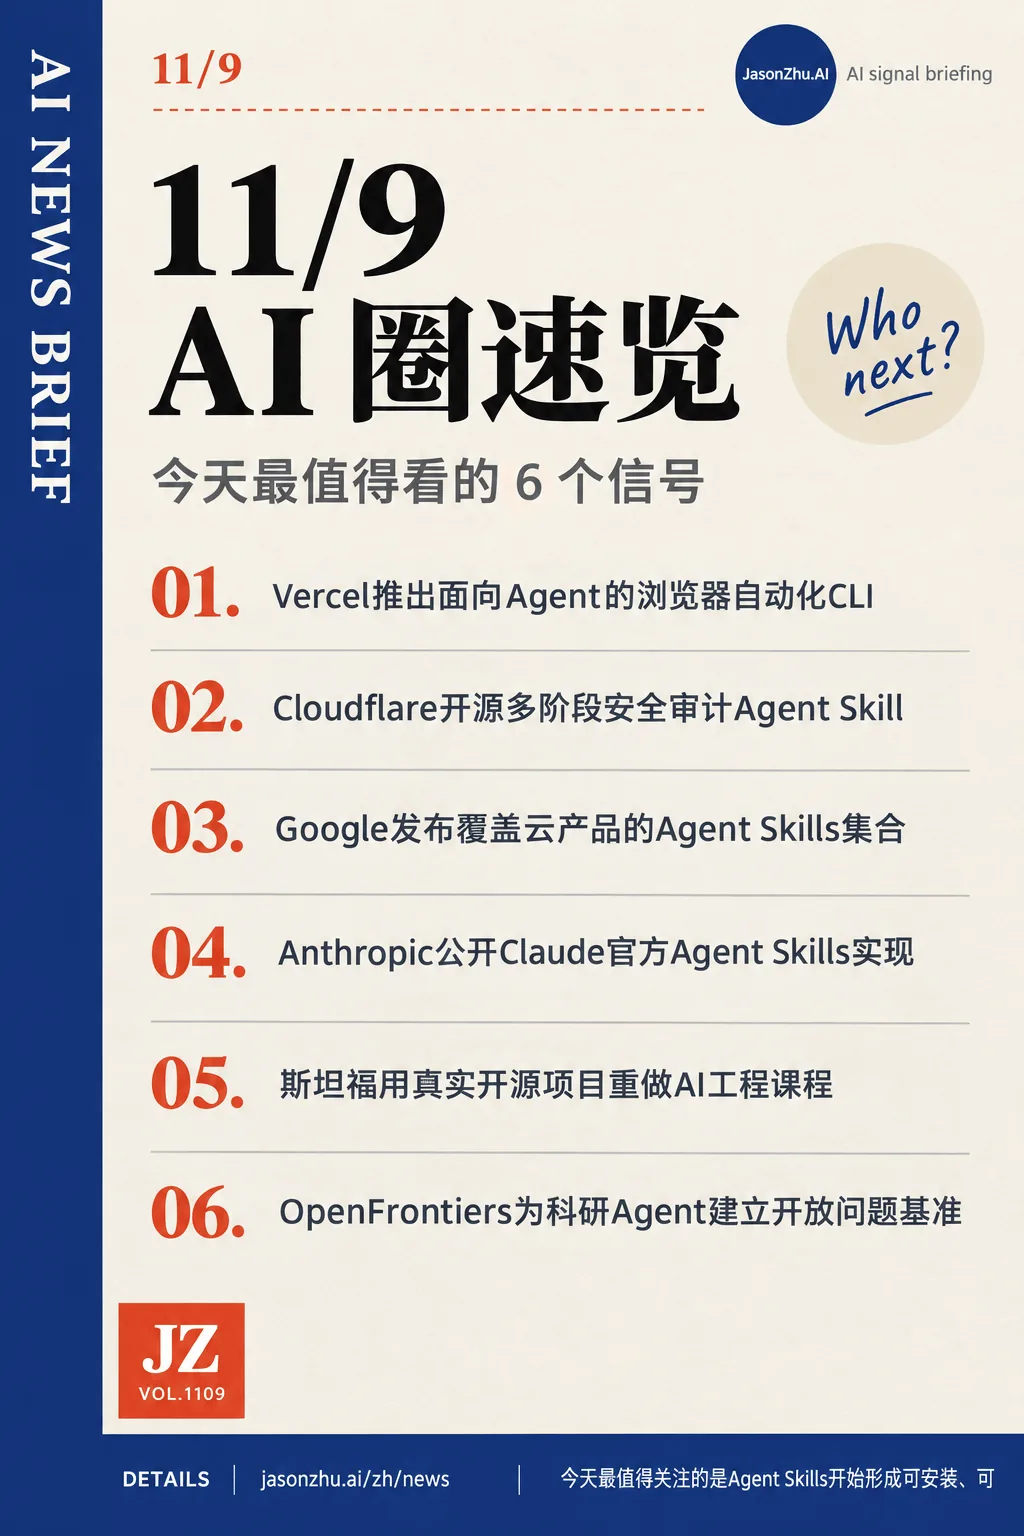 AI NEWS BRIEF
11/9
JasonZhu.AI
AI signal briefing
11/9
AI 圈速览
Who
next?
今天最值得看的 6 个信号
01. Vercel推出面向Agent的浏览器自动化CLI
02. Cloudflare开源多阶段安全审计Agent Skill
03. Google发布覆盖云产品的Agent Skills集合
04. Anthropic公开Claude官方Agent Skills实现
05. 斯坦福用真实开源项目重做AI工程课程
06. OpenFrontiers为科研Agent建立开放问题基准
JZ
VOL.1109
DETAILS
jasonzhu.ai/zh/news
今天最值得关注的是Agent Skills开始形成可安装、可